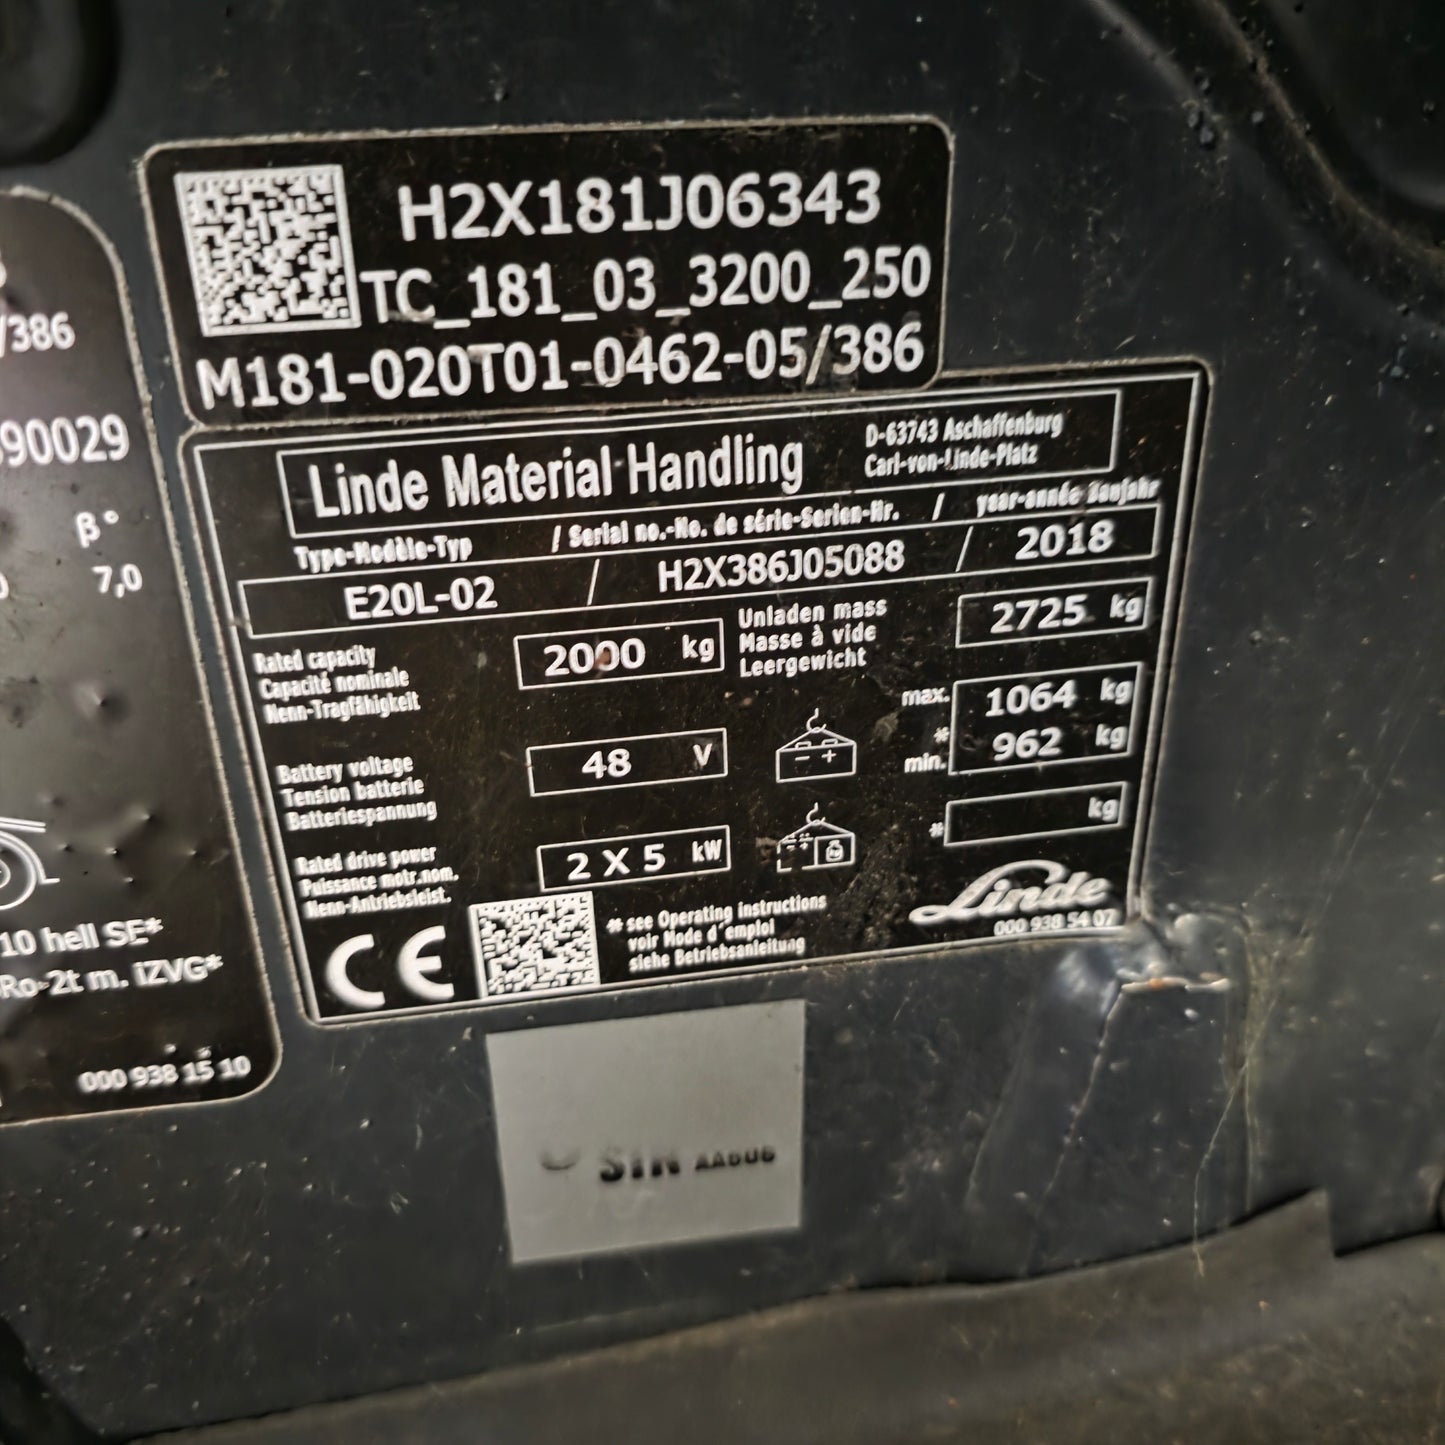 /386
90029
β°
7,0
10 hell SE*
Ro-2t m. iZVG*
000 938 15 10
H2X181J06343
TC_181_03_3200_250
M181-020T01-0462-05/386
Linde Material Handling
D-63743 Aschaffenburg
Carl-von-Linde-Platz
Type-Modèle-Typ / Serial no.-No. de série-Serien-Nr. / year-année Baujahr
E20L-02 / H2X386J05088 / 2018
Rated capacity
Capacité nominale
Nenn-Tragfähigkeit
2000 kg
Unladen mass
Masse à vide
Leergewicht
2725 kg
Battery voltage
Tension batterie
Batteriespannung
48 V
- +
max. 1064 kg
*
min. 962 kg
Rated drive power
Puissance motr.nom.
Nenn-Antriebsleist.
2 X 5 kW
* kg
CE
* see Operating instructions
voir Mode d'emploi
siehe Betriebsanleitung
Linde
000 938 54 07